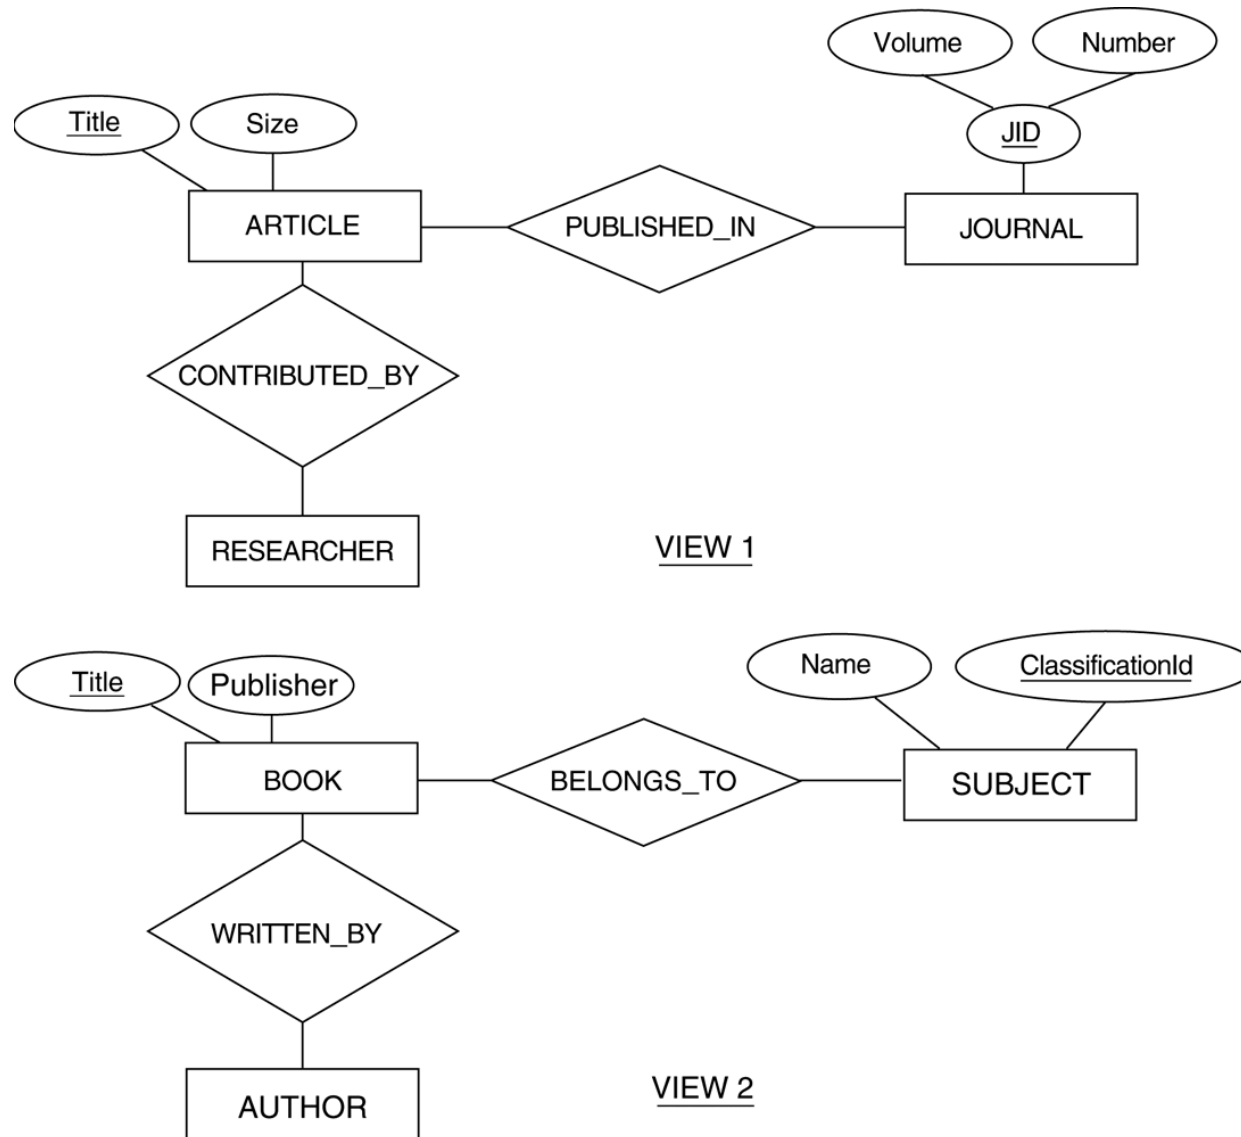 Volume
Number
Title
Size
JID
ARTICLE
PUBLISHED_IN
JOURNAL
CONTRIBUTED_BY
RESEARCHER
VIEW 1
Title
Publisher
Name
ClassificationId
BOOK
BELONGS_TO
SUBJECT
WRITTEN_BY
AUTHOR
VIEW 2